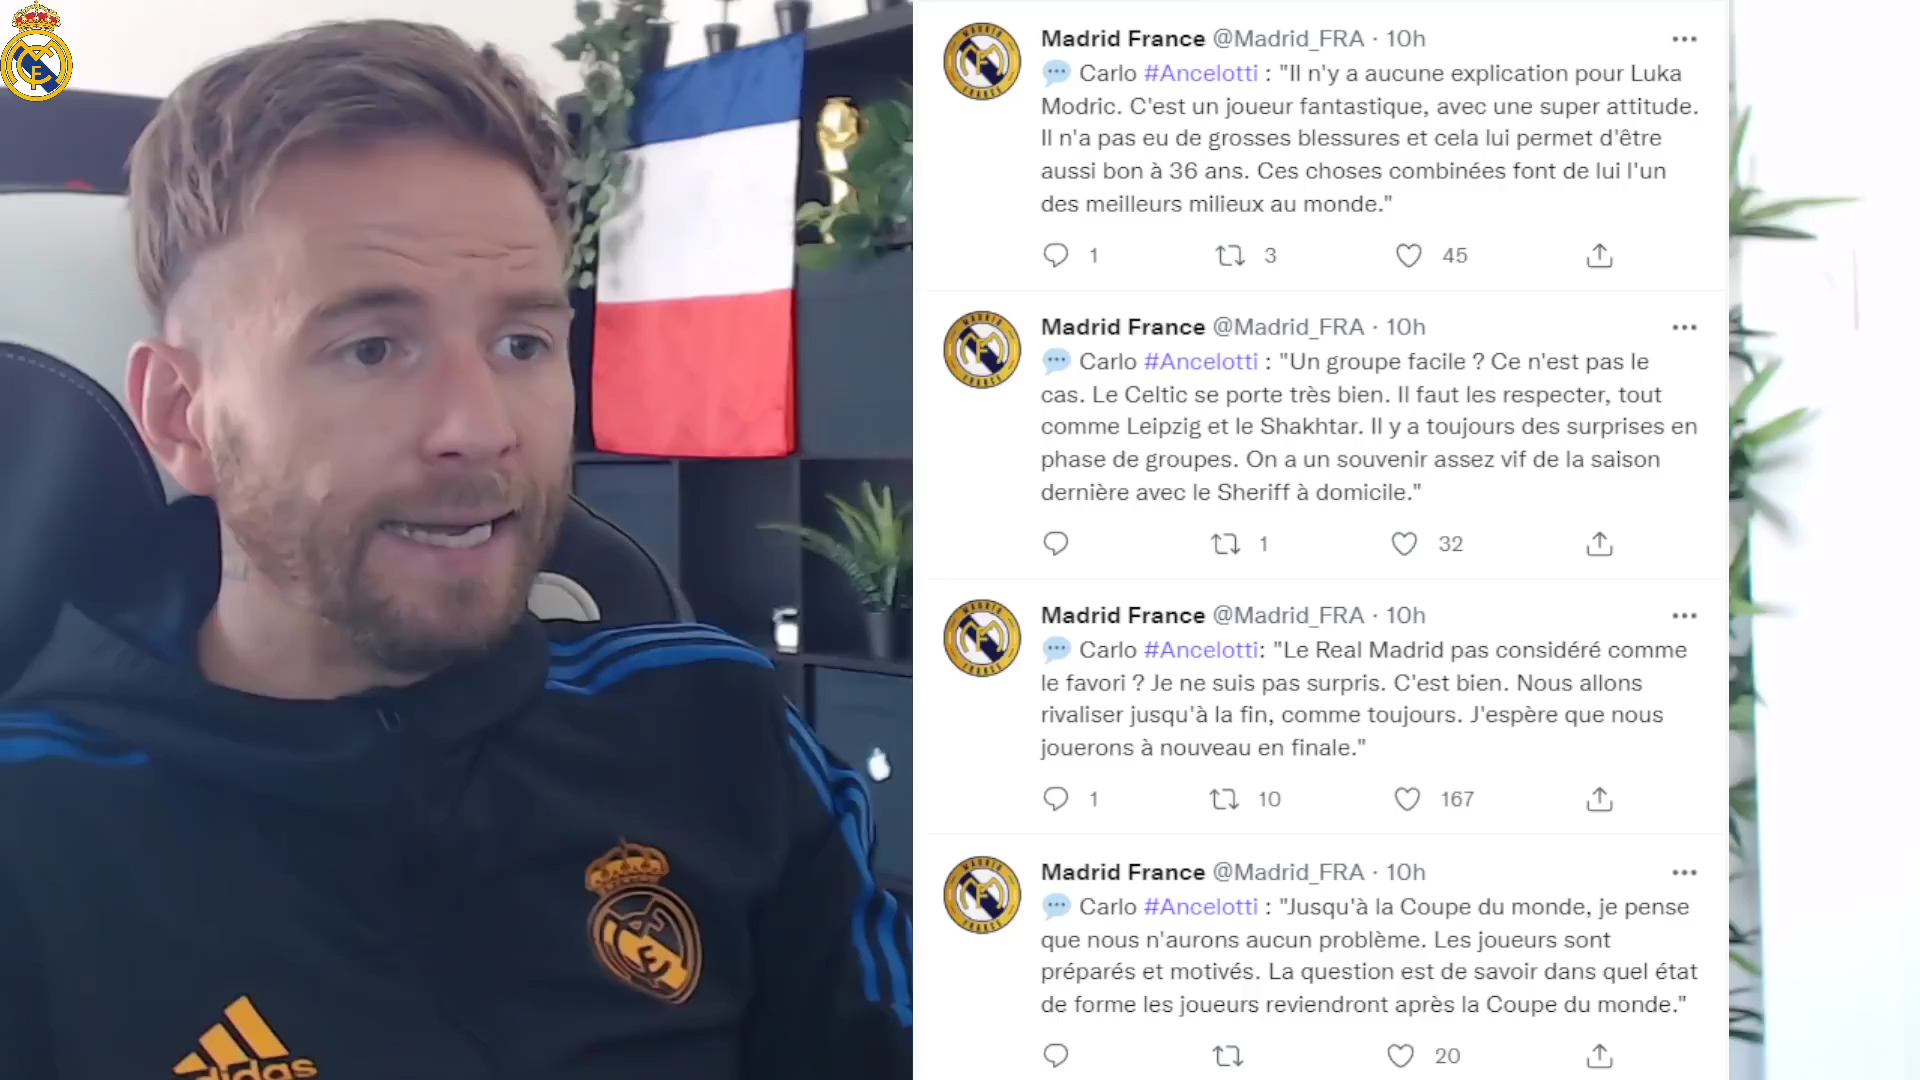 Madrid France @Madrid_FRA · 10h
💬 Carlo #Ancelotti : "Il n'y a aucune explication pour Luka
Modric. C'est un joueur fantastique, avec une super attitude.
Il n'a pas eu de grosses blessures et cela lui permet d'être
aussi bon à 36 ans. Ces choses combinées font de lui l'un
des meilleurs milieux au monde."
1 3 45
Madrid France @Madrid_FRA · 10h
💬 Carlo #Ancelotti : "Un groupe facile ? Ce n'est pas le
cas. Le Celtic se porte très bien. Il faut les respecter, tout
comme Leipzig et le Shakhtar. Il y a toujours des surprises en
phase de groupes. On a un souvenir assez vif de la saison
dernière avec le Sheriff à domicile."
1 32
Madrid France @Madrid_FRA · 10h
💬 Carlo #Ancelotti: "Le Real Madrid pas considéré comme
le favori ? Je ne suis pas surpris. C'est bien. Nous allons
rivaliser jusqu'à la fin, comme toujours. J'espère que nous
jouerons à nouveau en finale."
1 10 167
Madrid France @Madrid_FRA · 10h
💬 Carlo #Ancelotti : "Jusqu'à la Coupe du monde, je pense
que nous n'aurons aucun problème. Les joueurs sont
préparés et motivés. La question est de savoir dans quel état
de forme les joueurs reviendront après la Coupe du monde."
20
adidas